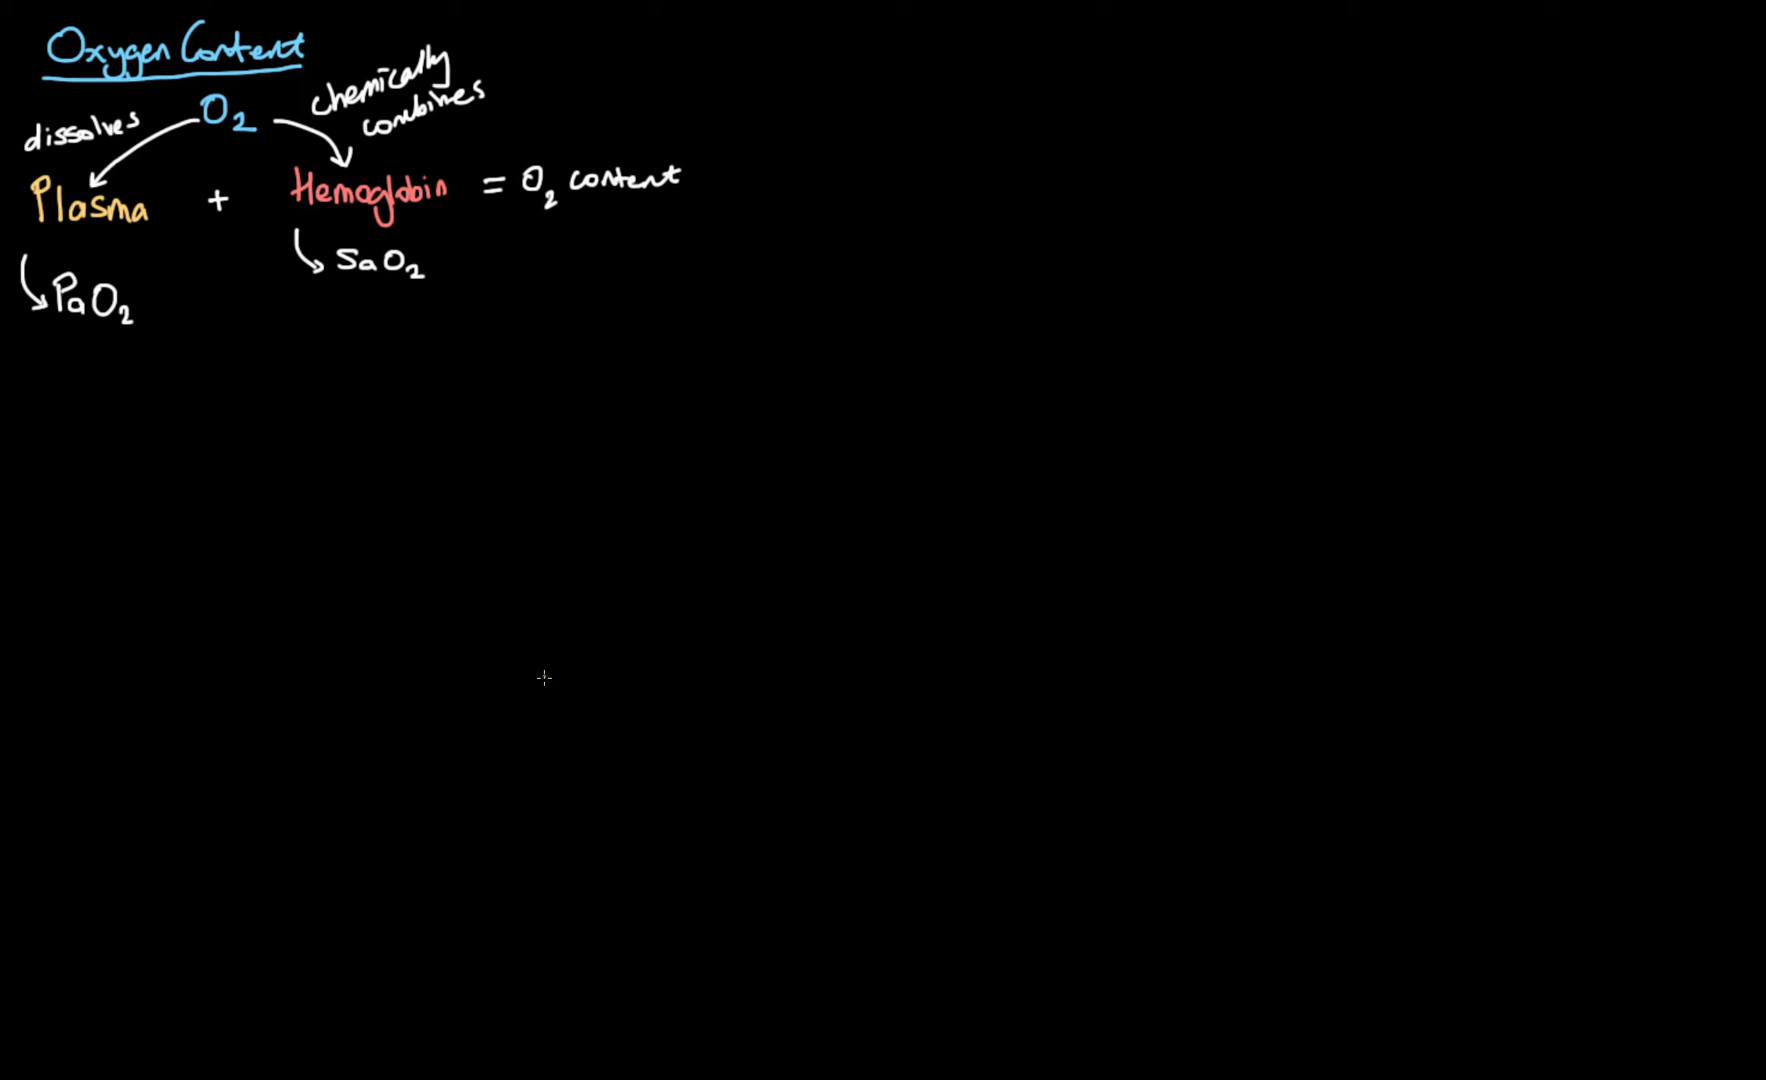 Oxygen Content
dissolves
O2
chemically
combines
Plasma + Hemoglobin = O2 content
SaO2
PaO2